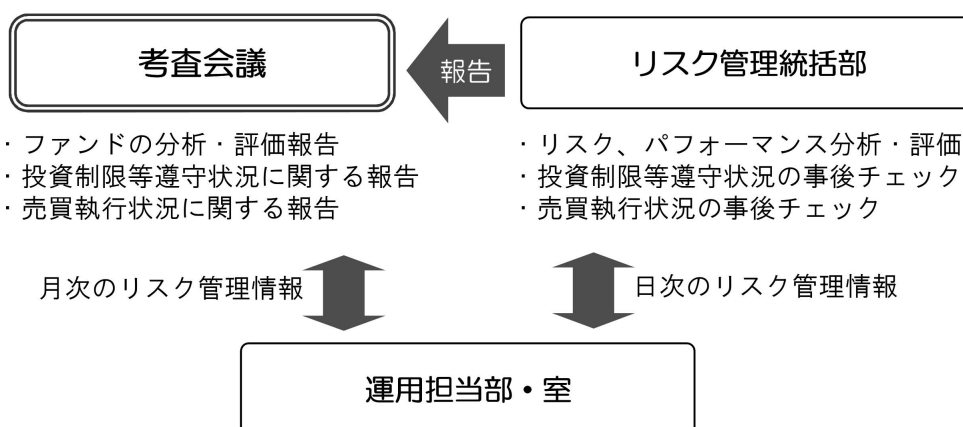 考査会議
報告
リスク管理統括部
・ファンドの分析・評価報告
・投資制限等遵守状況に関する報告
・売買執行状況に関する報告
・リスク、パフォーマンス分析・評価
・投資制限等遵守状況の事後チェック
・売買執行状況の事後チェック
月次のリスク管理情報
日次のリスク管理情報
運用担当部・室